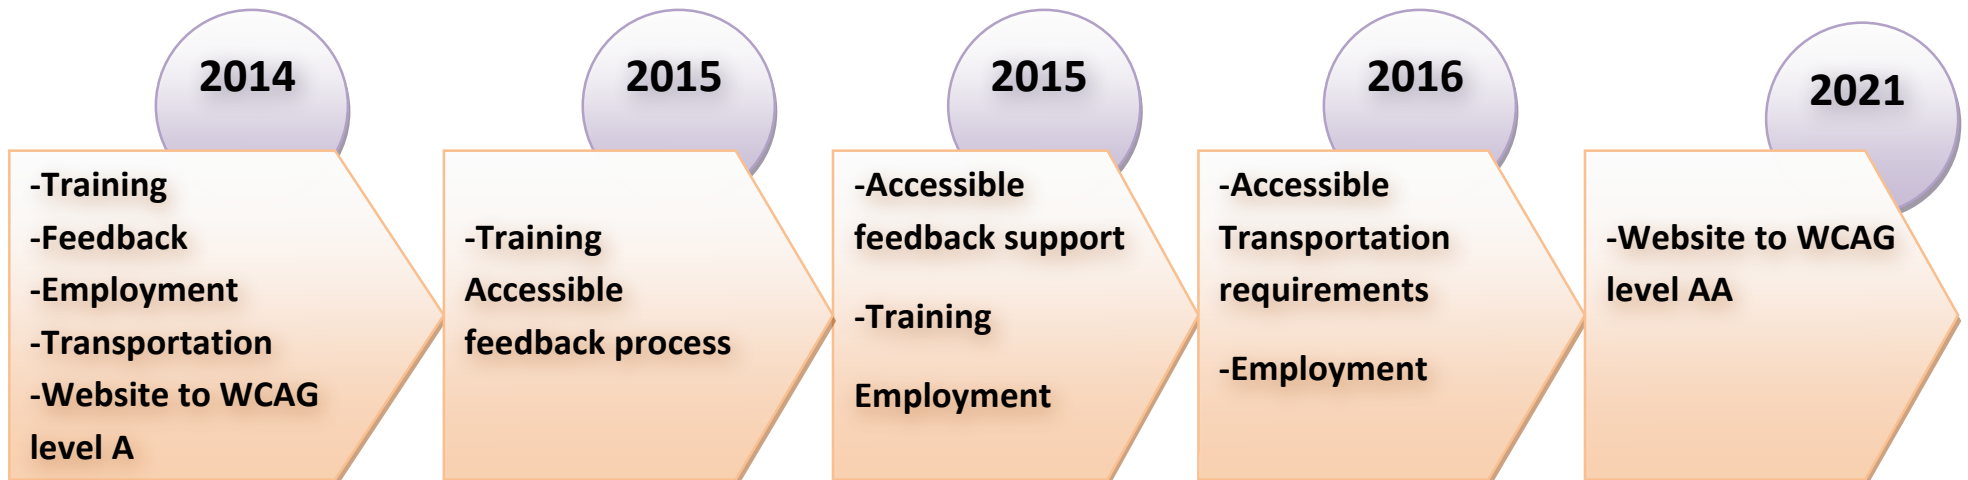 2014
-Training
-Feedback
-Employment
-Transportation
-Website to WCAG
level A
2015
-Training
Accessible
feedback process
2015
-Accessible
feedback support
-Training
Employment
2016
-Accessible
Transportation
requirements
-Employment
2021
-Website to WCAG
level AA